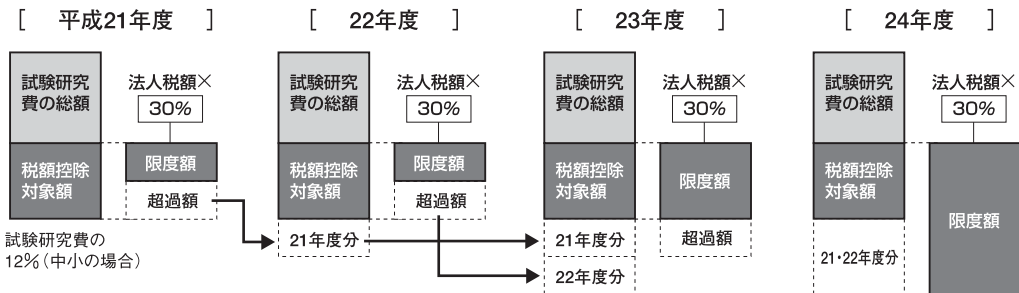 [ 平成21年度 ]
試験研究
費の総額
法人税額×
30%
税額控除
対象額
限度額
超過額
試験研究費の
12%(中小の場合)
[ 22年度 ]
試験研究
費の総額
法人税額×
30%
税額控除
対象額
限度額
超過額
21年度分
[ 23年度 ]
試験研究
費の総額
法人税額×
30%
税額控除
対象額
限度額
超過額
21年度分
22年度分
[ 24年度 ]
試験研究
費の総額
法人税額×
30%
税額控除
対象額
限度額
21・22年度分